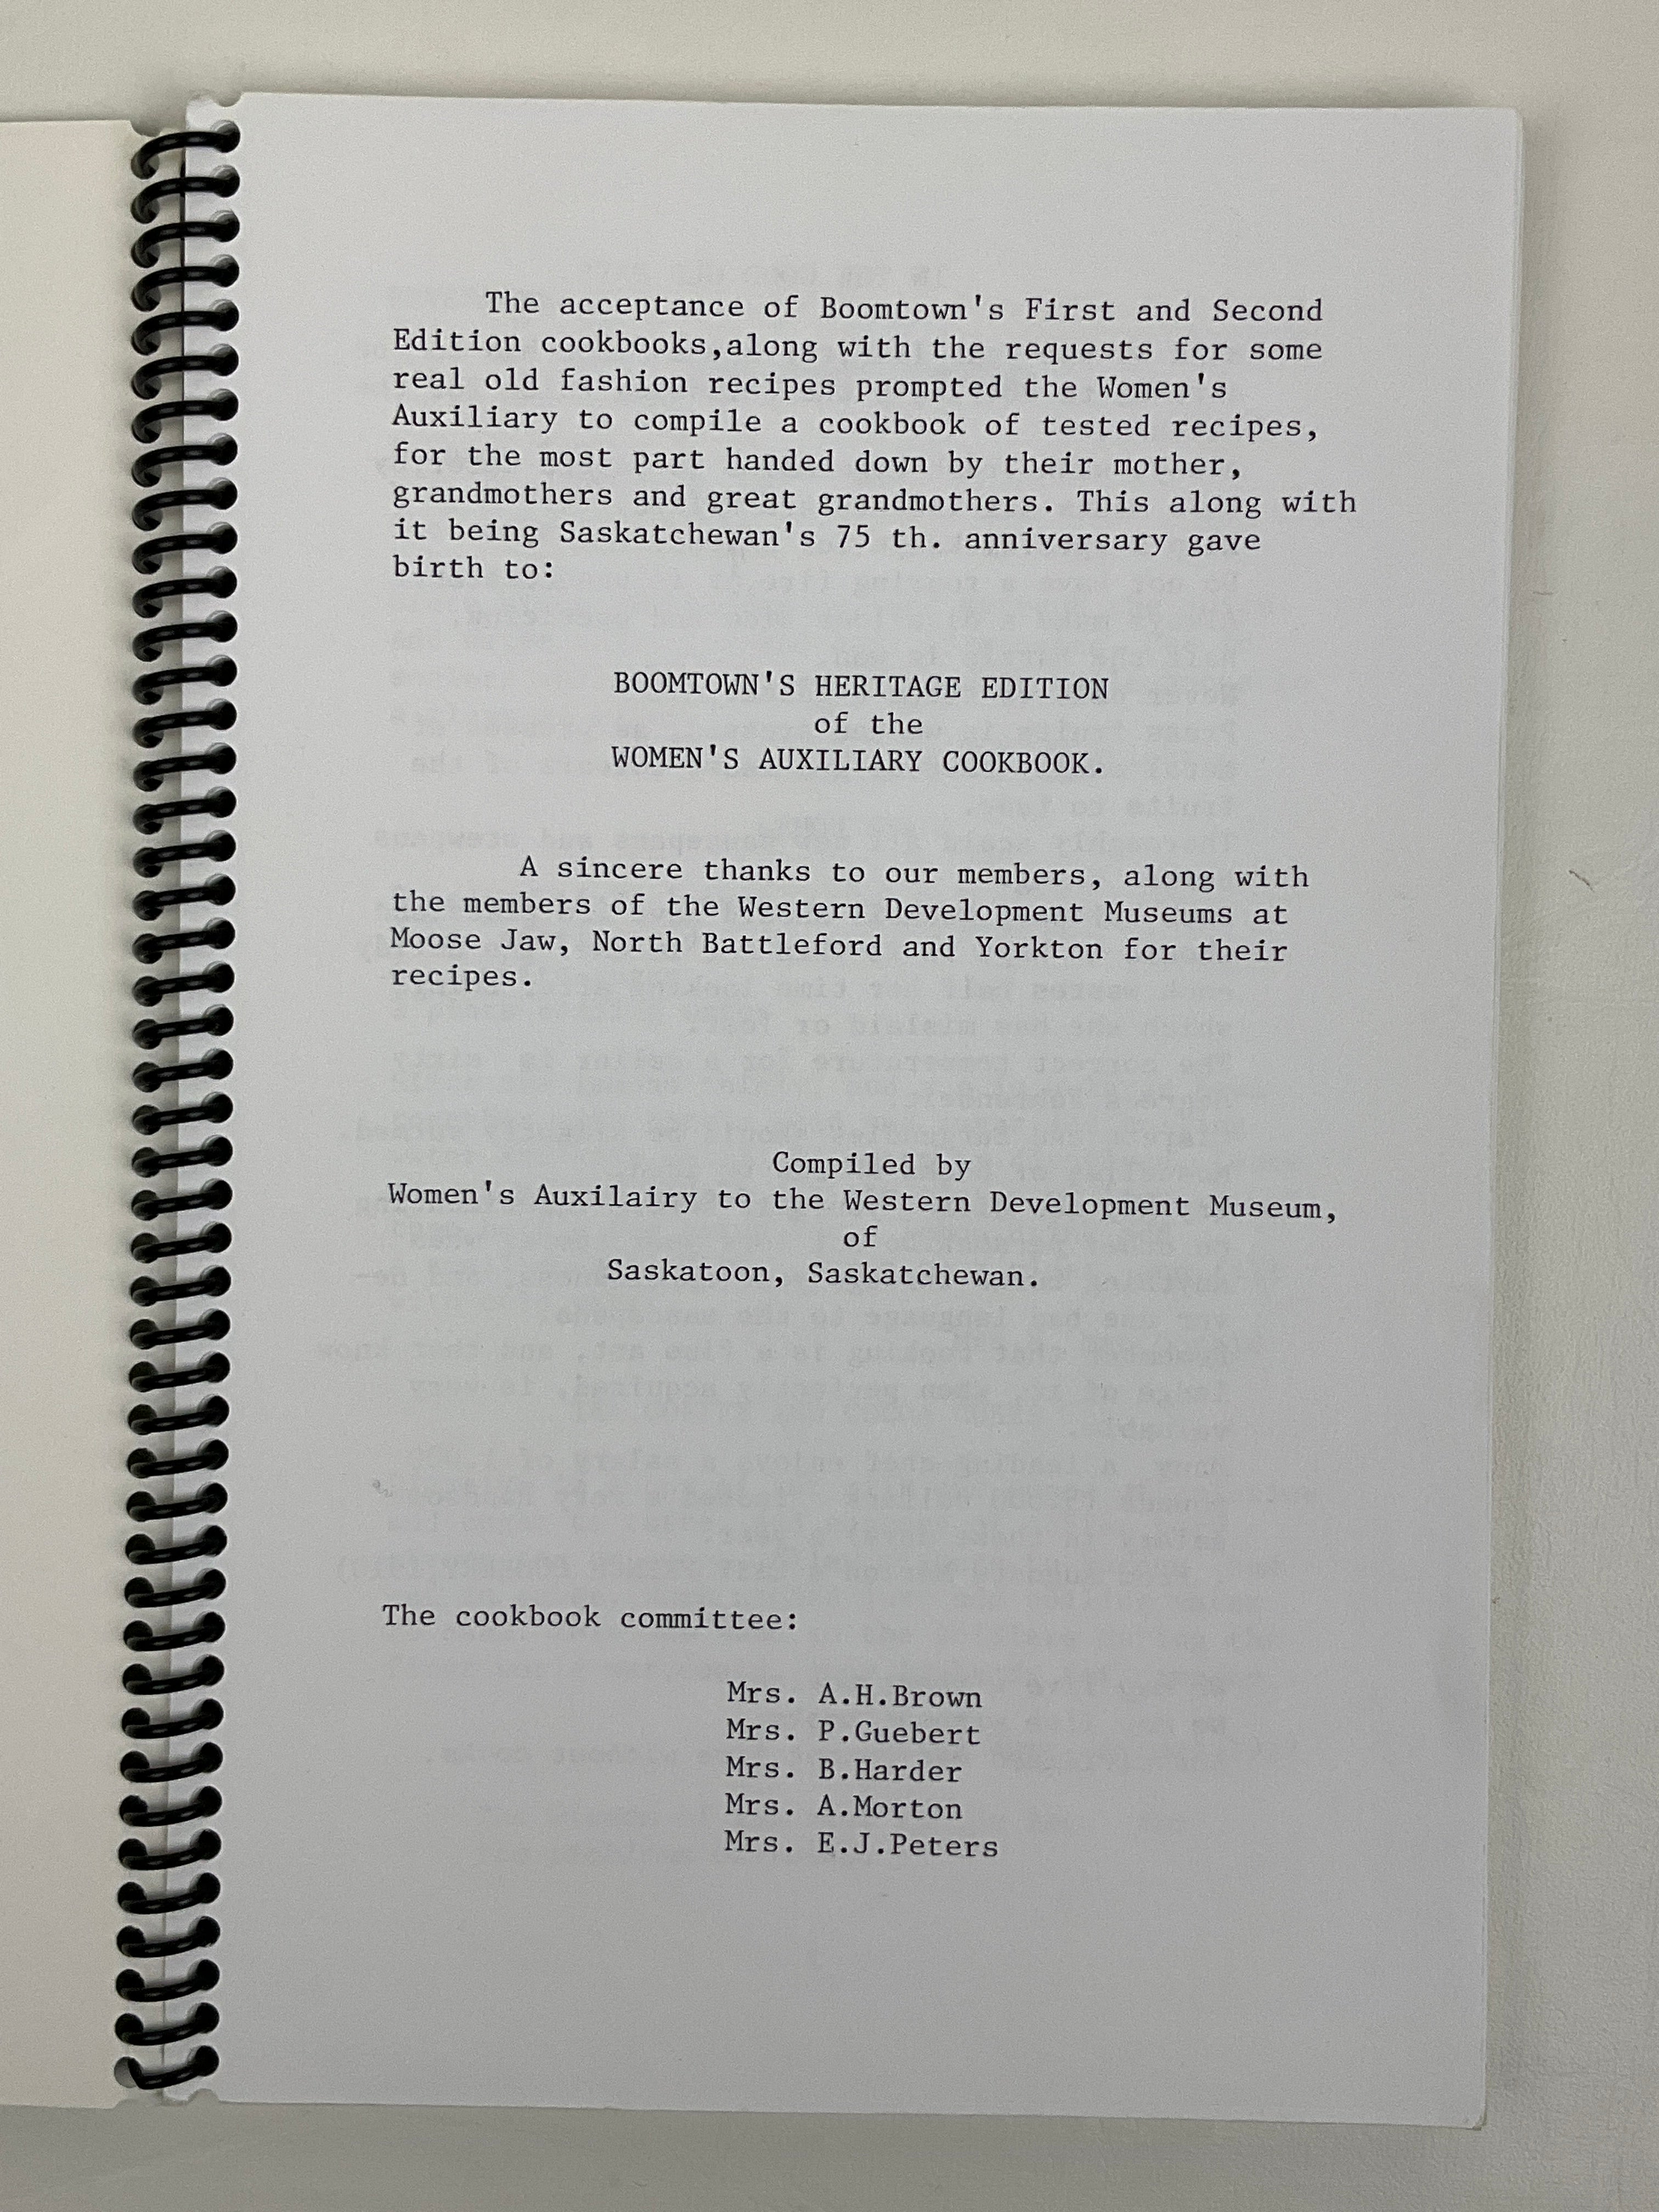 The acceptance of Boomtown's First and Second
Edition cookbooks,along with the requests for some
real old fashion recipes prompted the Women's
Auxiliary to compile a cookbook of tested recipes,
for the most part handed down by their mother,
grandmothers and great grandmothers. This along with
it being Saskatchewan's 75 th. anniversary gave
birth to:
BOOMTOWN'S HERITAGE EDITION
of the
WOMEN'S AUXILIARY COOKBOOK.
A sincere thanks to our members, along with
the members of the Western Development Museums at
Moose Jaw, North Battleford and Yorkton for their
recipes.
Compiled by
Women's Auxilairy to the Western Development Museum,
of
Saskatoon, Saskatchewan.
The cookbook committee:
Mrs. A.H.Brown
Mrs. P.Guebert
Mrs. B.Harder
Mrs. A.Morton
Mrs. E.J.Peters